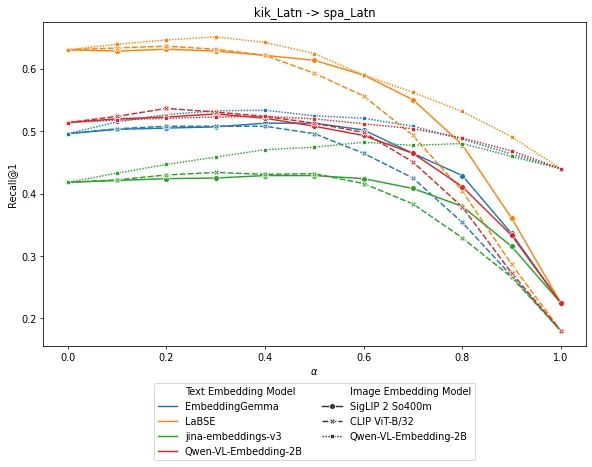 kik_Latn -> spa_Latn
Recall@1
0.6
0.5
0.4
0.3
0.2
0.0
0.2
0.4
0.6
0.8
1.0
α
Text Embedding Model
EmbeddingGemma
LaBSE
jina-embeddings-v3
Qwen-VL-Embedding-2B
Image Embedding Model
SigLIP 2 So400m
CLIP ViT-B/32
Qwen-VL-Embedding-2B